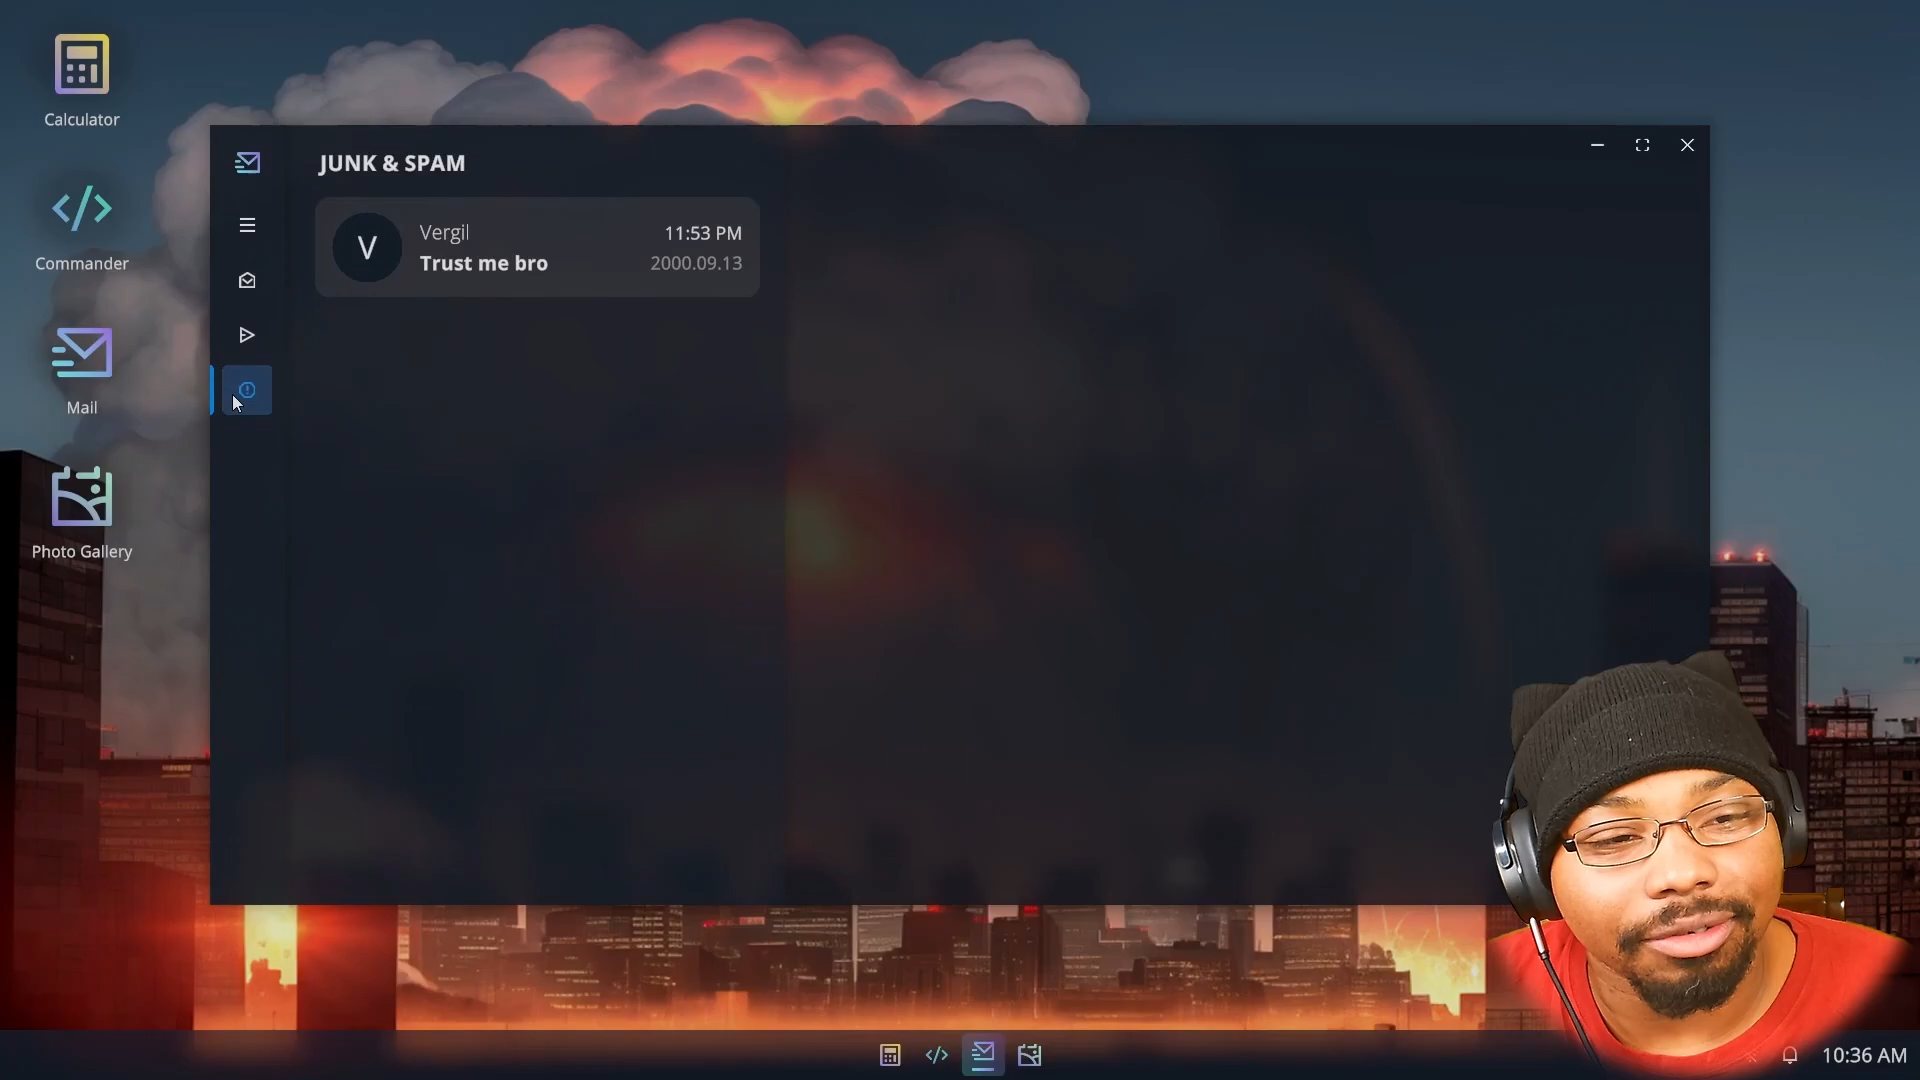 Calculator
Commander
Mail
Photo Gallery
JUNK & SPAM
V
Vergil
11:53 PM
Trust me bro
2000.09.13
10:36 AM